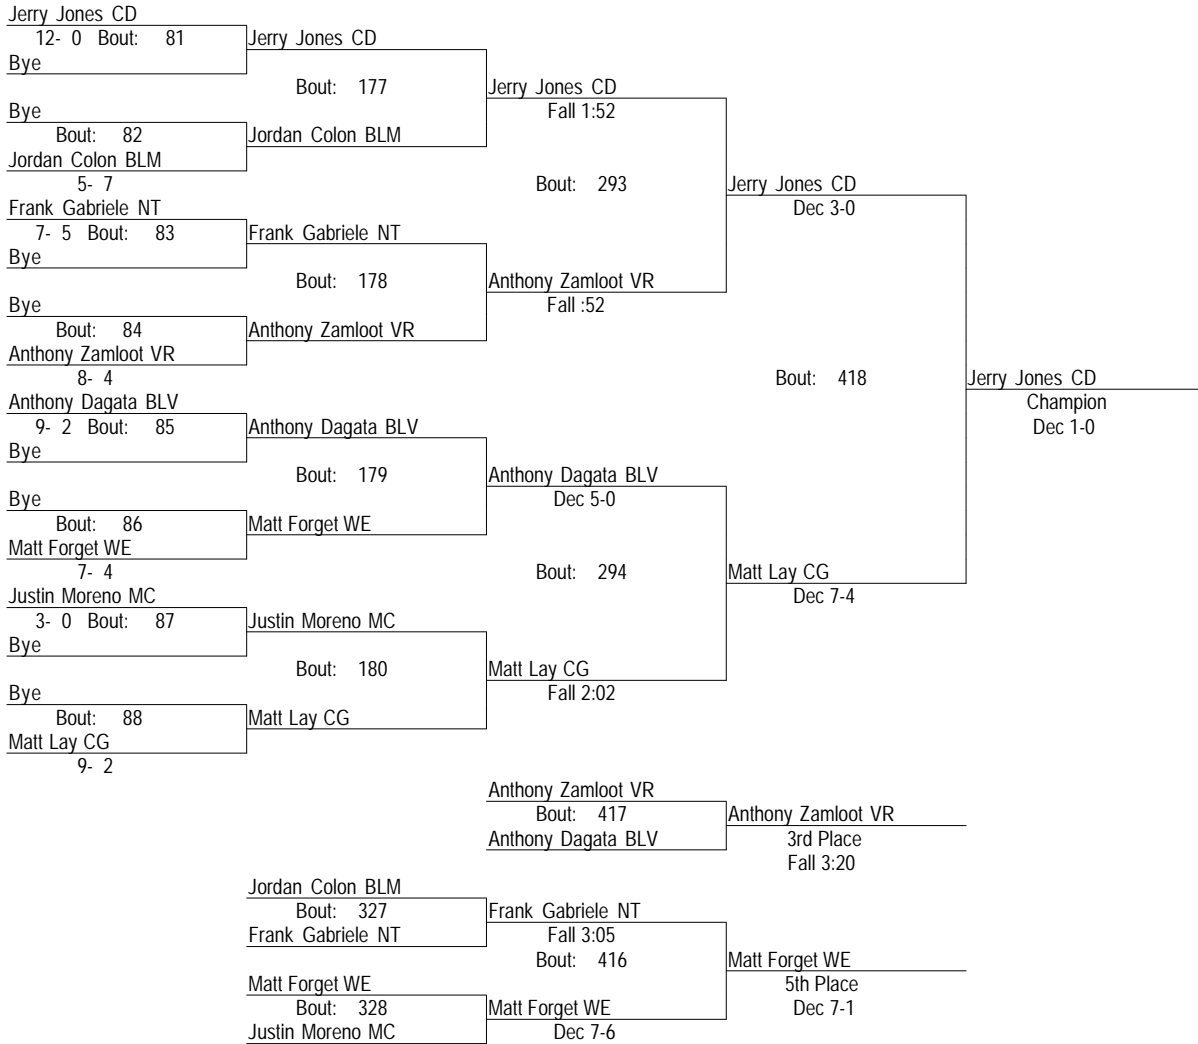 Jerry Jones CD
12- 0 Bout: 81
Bye
Jerry Jones CD
Bout: 177
Bye
Bout: 82
Jordan Colon BLM
5- 7
Jordan Colon BLM
Jerry Jones CD
Fall 1:52
Bout: 293
Frank Gabriele NT
7- 5 Bout: 83
Bye
Frank Gabriele NT
Bout: 178
Bye
Bout: 84
Anthony Zamloot VR
8- 4
Anthony Zamloot VR
Anthony Zamloot VR
Fall :52
Jerry Jones CD
Dec 3-0
Bout: 418
Anthony Dagata BLV
9- 2 Bout: 85
Bye
Anthony Dagata BLV
Bout: 179
Bye
Bout: 86
Matt Forget WE
7- 4
Matt Forget WE
Anthony Dagata BLV
Dec 5-0
Bout: 294
Justin Moreno MC
3- 0 Bout: 87
Bye
Justin Moreno MC
Bout: 180
Bye
Bout: 88
Matt Lay CG
9- 2
Matt Lay CG
Matt Lay CG
Fall 2:02
Matt Lay CG
Dec 7-4
Jerry Jones CD
Champion
Dec 1-0
Anthony Zamloot VR
Bout: 417
Anthony Dagata BLV
Anthony Zamloot VR
3rd Place
Fall 3:20
Jordan Colon BLM
Bout: 327
Frank Gabriele NT
Frank Gabriele NT
Fall 3:05
Bout: 416
Matt Forget WE
Bout: 328
Justin Moreno MC
Matt Forget WE
Dec 7-6
Matt Forget WE
5th Place
Dec 7-1